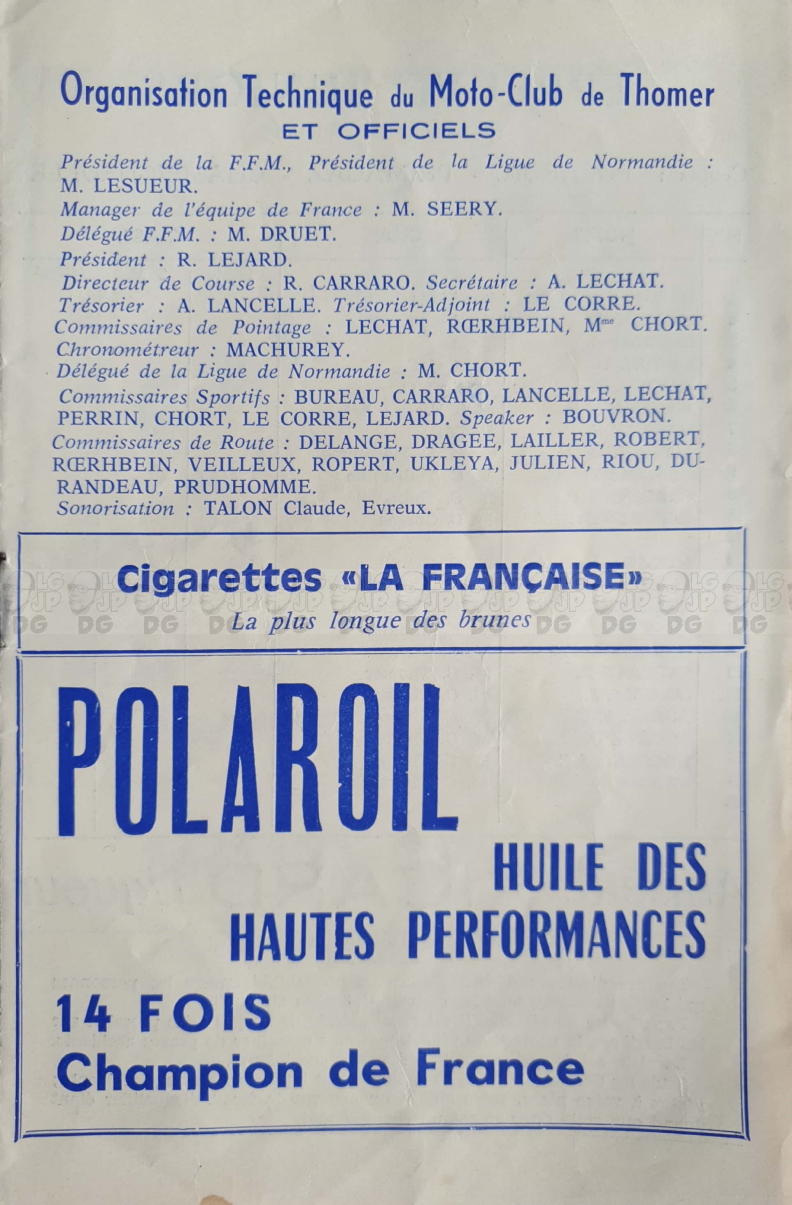 Organisation Technique du Moto-Club de Thomer
ET OFFICIELS
Président de la F.F.M., Président de la Ligue de Normandie :
M. LESUEUR.
Manager de l'équipe de France : M. SEERY.
Délégué F.F.M. : M. DRUET.
Président : R. LEJARD.
Directeur de Course : R. CARRARO. Secrétaire : A. LECHAT.
Trésorier : A. LANCELLE. Trésorier-Adjoint : LE CORRE.
Commissaires de Pointage : LECHAT, RŒRHBEIN, Mme CHORT.
Chronométreur : MACHUREY.
Délégué de la Ligue de Normandie : M. CHORT.
Commissaires Sportifs : BUREAU, CARRARO, LANCELLE, LECHAT,
PERRIN, CHORT, LE CORRE, LEJARD. Speaker : BOUVRON.
Commissaires de Route : DELANGE, DRAGEE, LAILLER, ROBERT,
RŒRHBEIN, VEILLEUX, ROPERT, UKLEYA, JULIEN, RIOU, DU-
RANDEAU, PRUDHOMME.
Sonorisation : TALON Claude, Evreux.
Cigarettes «LA FRANÇAISE»
La plus longue des brunes
POLAROIL
HUILE DES
HAUTES PERFORMANCES
14 FOIS
Champion de France